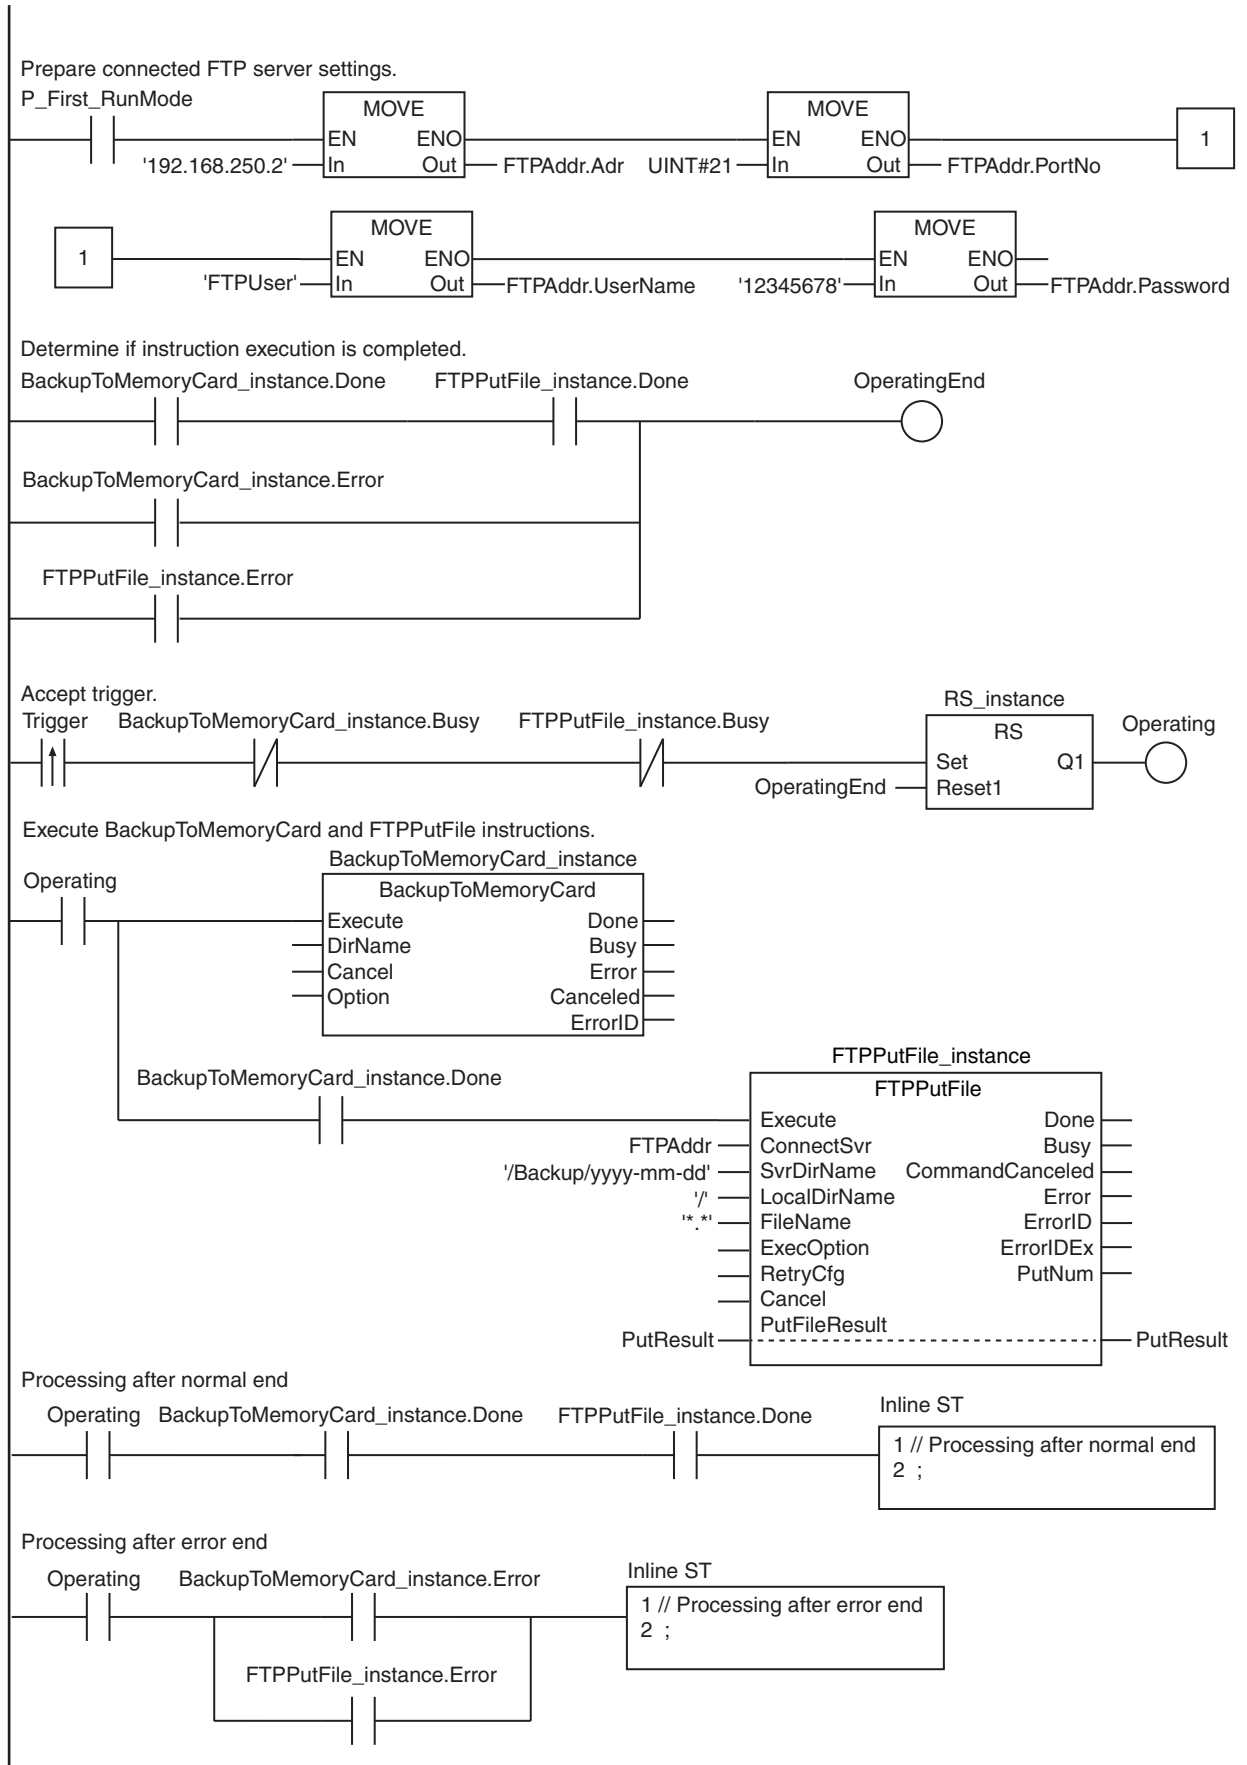 Prepare connected FTP server settings.
P_First_RunMode
MOVE
MOVE
EN ENO
EN ENO
1
'192.168.250.2' In Out FTPAddr.Adr
UINT#21 In Out FTPAddr.PortNo
MOVE
MOVE
1
EN ENO
EN ENO
'FTPUser' In Out FTPAddr.UserName
'12345678' In Out FTPAddr.Password
Determine if instruction execution is completed.
BackupToMemoryCard_instance.Done FTPPutFile_instance.Done OperatingEnd
BackupToMemoryCard_instance.Error
FTPPutFile_instance.Error
Accept trigger.
RS_instance
Trigger BackupToMemoryCard_instance.Busy FTPPutFile_instance.Busy Operating
RS
Set Q1
OperatingEnd Reset1
Execute BackupToMemoryCard and FTPPutFile instructions.
BackupToMemoryCard_instance
Operating
BackupToMemoryCard
Execute Done
DirName Busy
Cancel Error
Option Canceled
ErrorID
FTPPutFile_instance
BackupToMemoryCard_instance.Done
FTPPutFile
Execute Done
FTPAddr ConnectSvr Busy
'/Backup/yyyy-mm-dd' SvrDirName CommandCanceled
'/' LocalDirName Error
'*.*' FileName ErrorID
ExecOption ErrorIDEx
RetryCfg PutNum
Cancel
PutFileResult
PutResult PutResult
Processing after normal end
Operating BackupToMemoryCard_instance.Done FTPPutFile_instance.Done
Inline ST
1 // Processing after normal end
2 ;
Processing after error end
Operating BackupToMemoryCard_instance.Error
Inline ST
1 // Processing after error end
2 ;
FTPPutFile_instance.Error